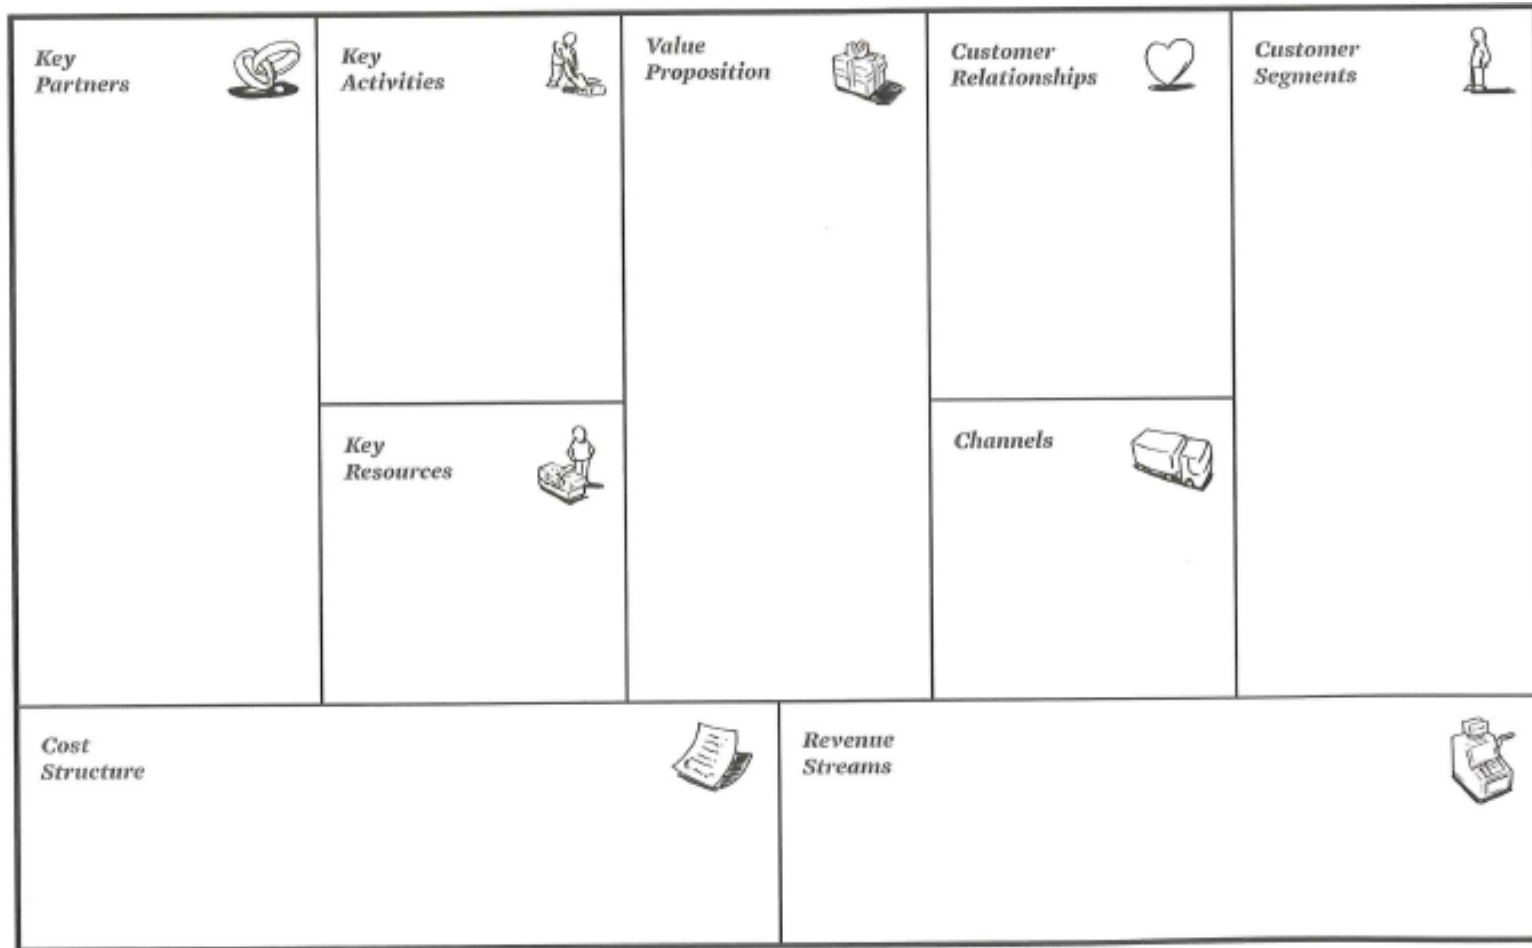 Key
Partners
Key
Activities
Value
Proposition
Customer
Relationships
Customer
Segments
Key
Resources
Channels
Cost
Structure
Revenue
Streams